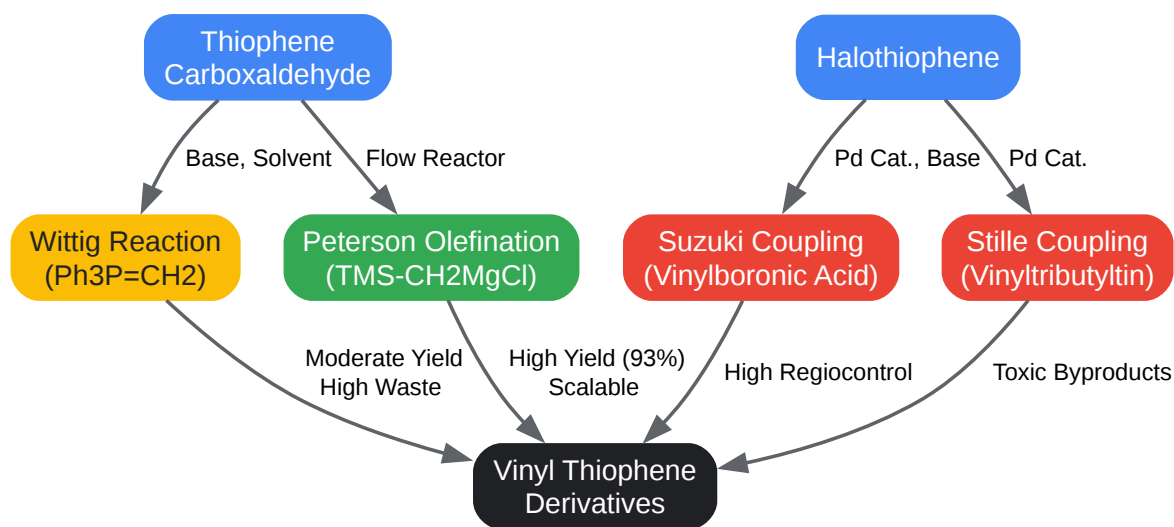 Thiophene
Carboxaldehyde
Halothiophene
Base, Solvent
Flow Reactor
Pd Cat., Base
Pd Cat.
Wittig Reaction
(Ph3P=CH2)
Peterson Olefination
(TMS-CH2MgCl)
Suzuki Coupling
(Vinylboronic Acid)
Stille Coupling
(Vinyltributyltin)
Moderate Yield
High Waste
High Yield (93%)
Scalable
High Regiocontrol
Toxic Byproducts
Vinyl Thiophene
Derivatives